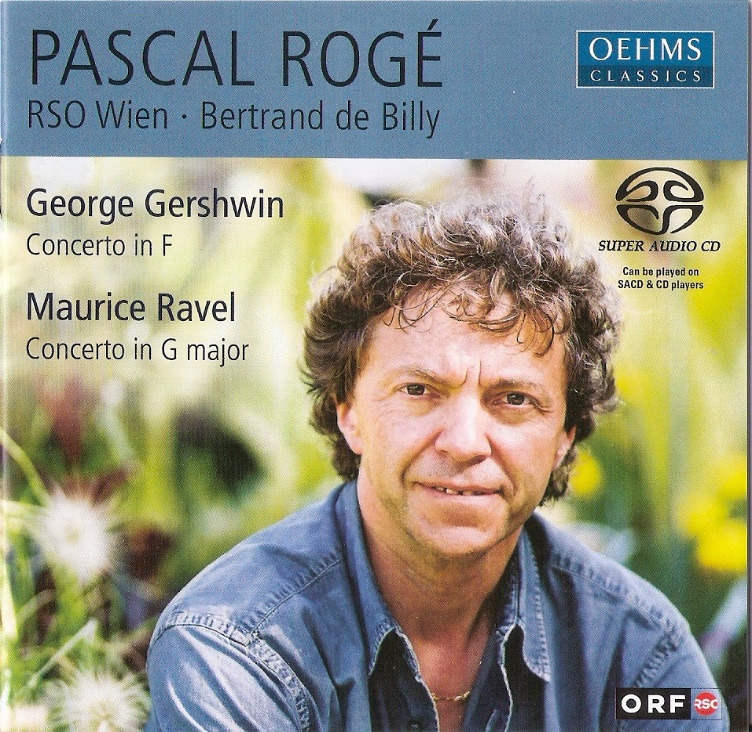 PASCAL ROGÉ
RSO Wien · Bertrand de Billy
OEHMS
CLASSICS
George Gershwin
Concerto in F
Maurice Ravel
Concerto in G major
SUPER AUDIO CD
Can be played on
SACD & CD players
ORF RSO